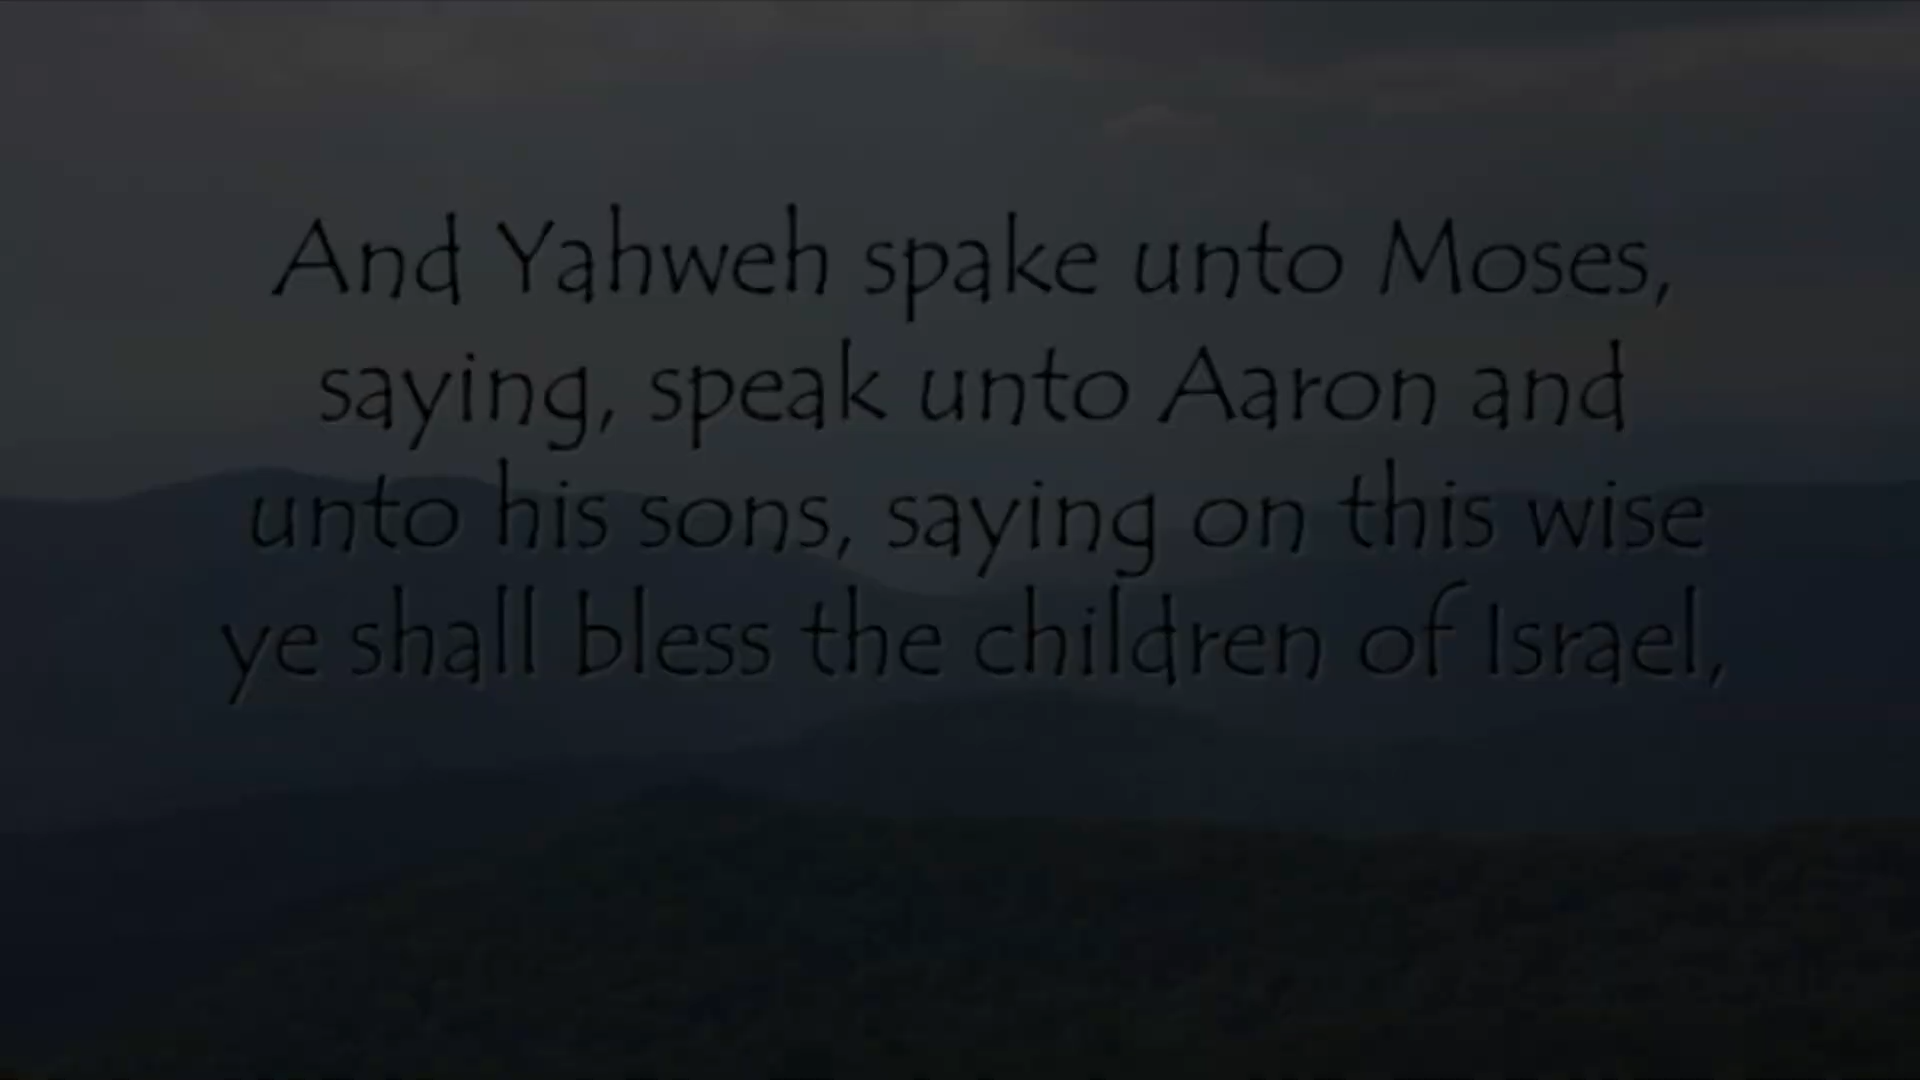 And Yahweh spake unto Moses,
saying, speak unto Aaron and
unto his sons, saying on this wise
ye shall bless the children of Israel,